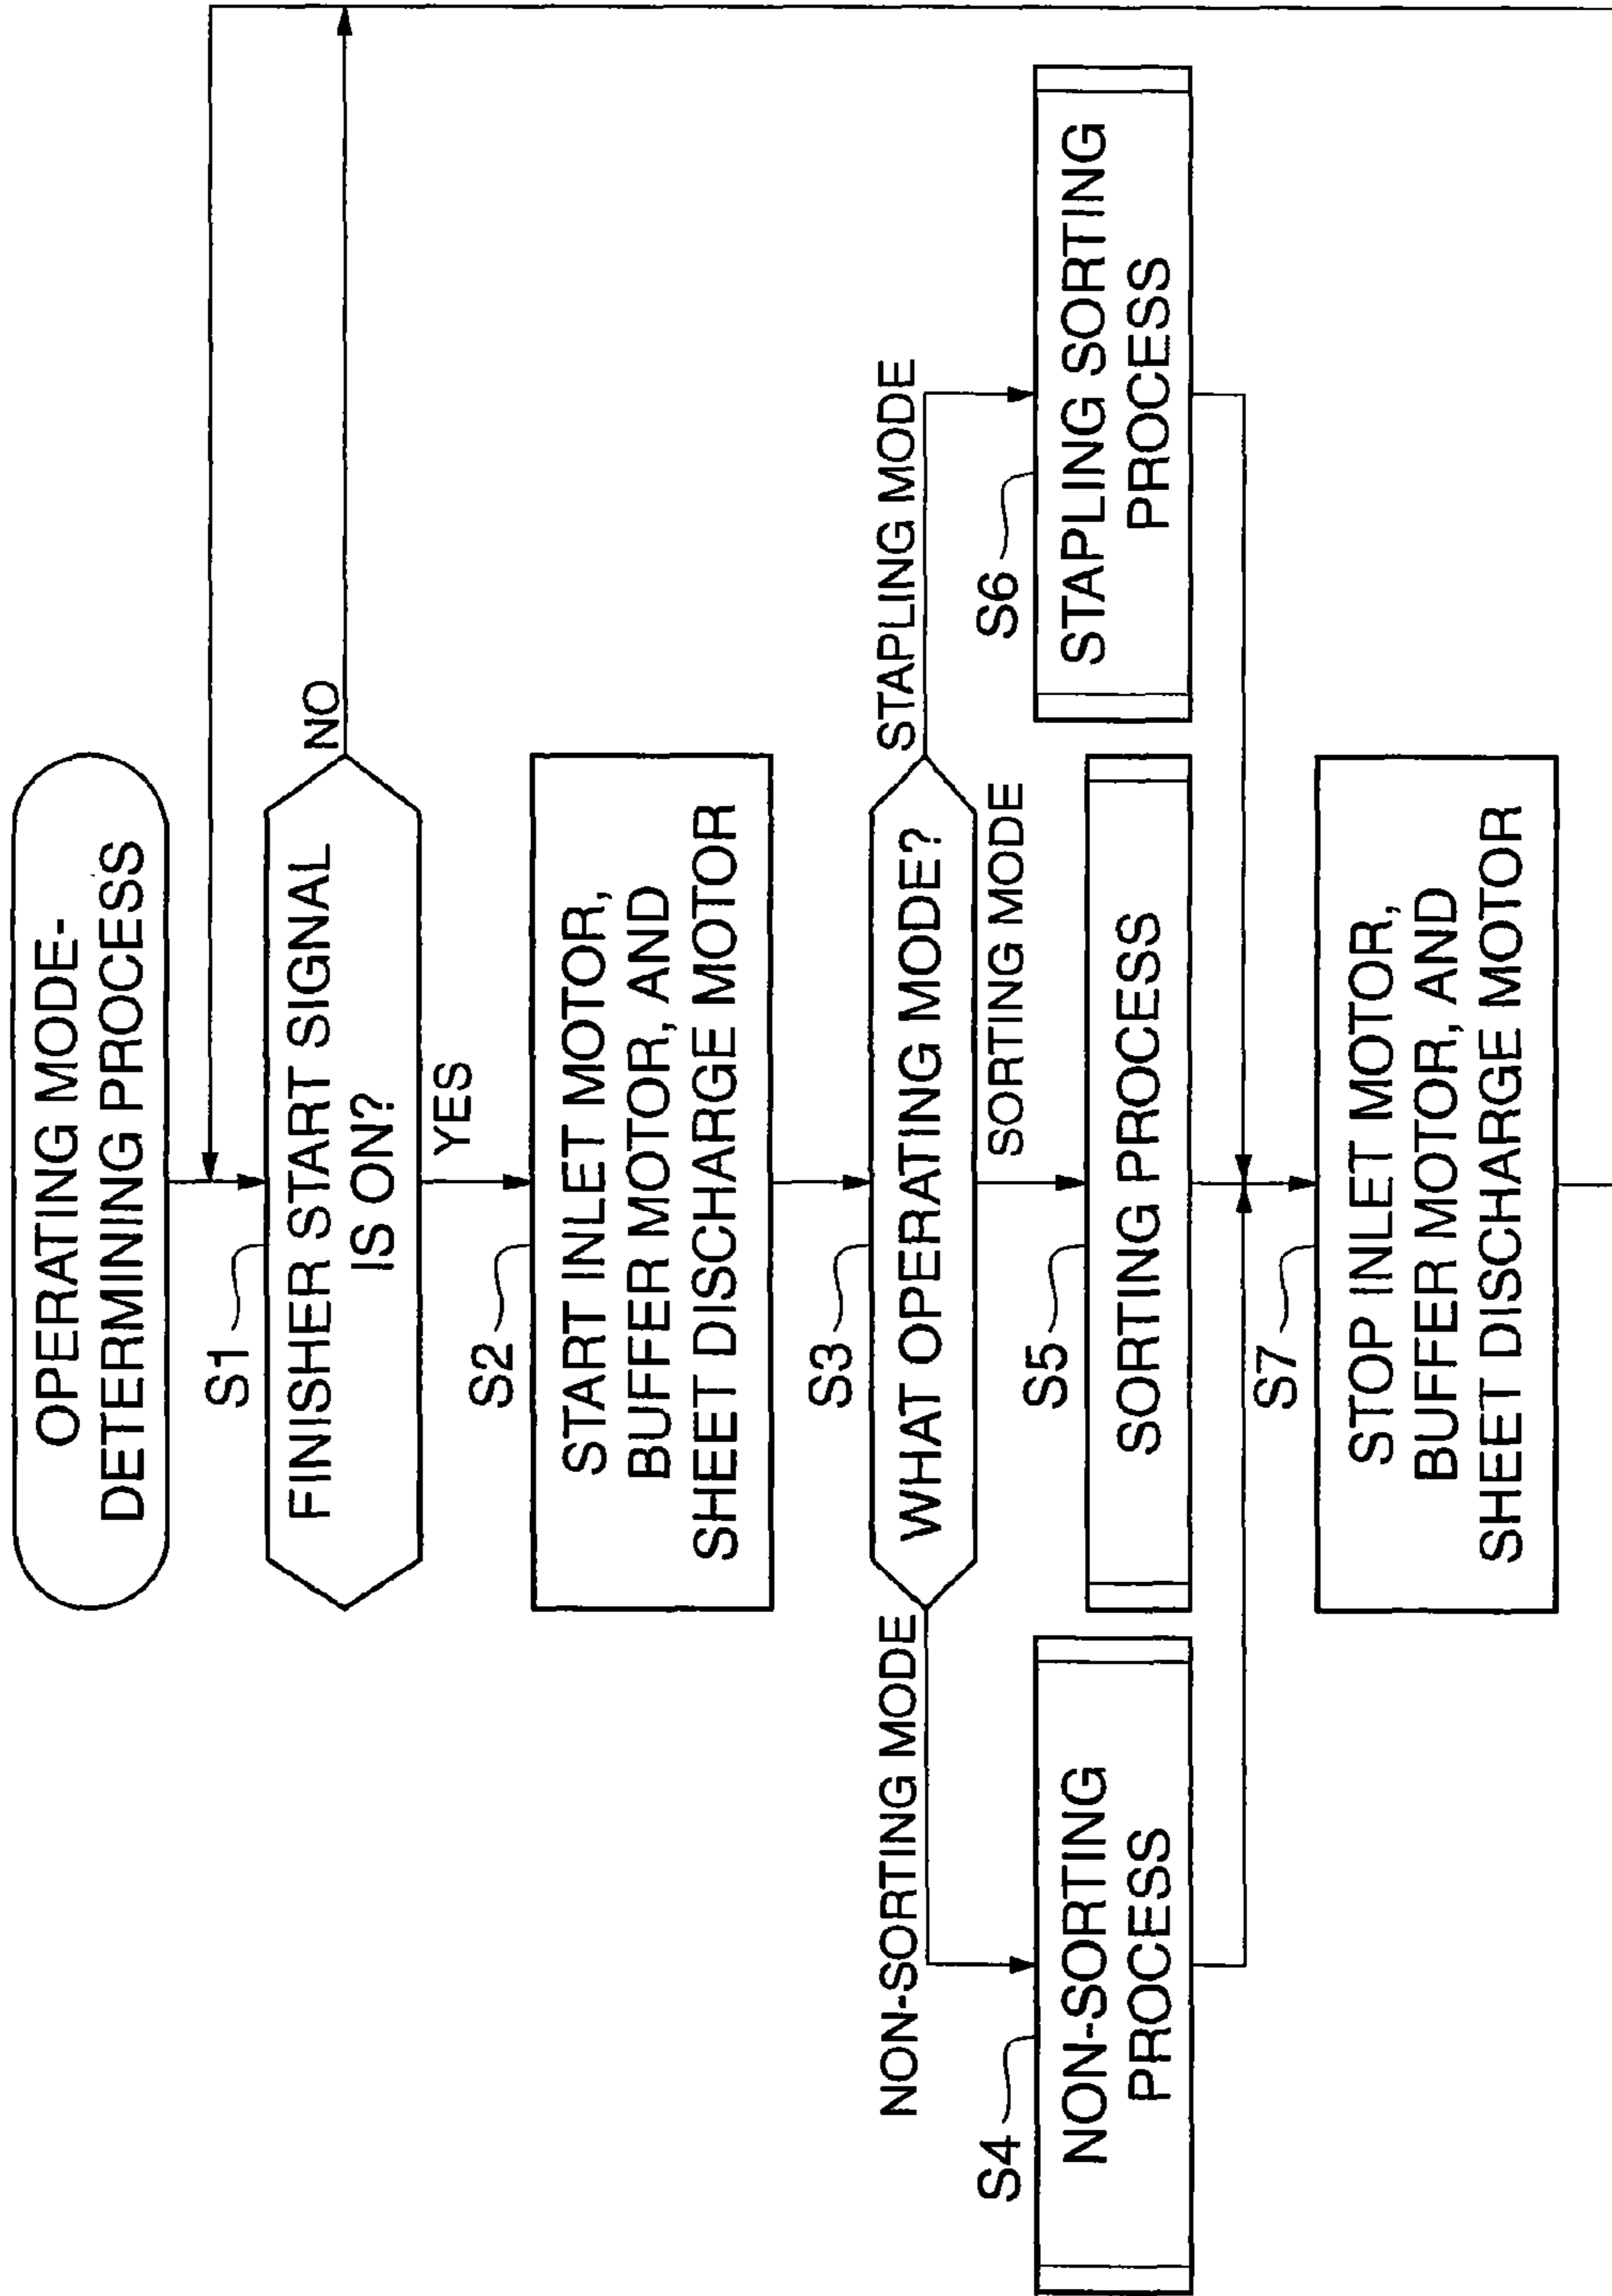 OPERATING MODE-
DETERMINING PROCESS
S1
FINISHER START SIGNAL
IS ON?
NO
YES
S2
START INLET MOTOR,
BUFFER MOTOR, AND
SHEET DISCHARGE MOTOR
S3
WHAT OPERATING MODE?
NON-SORTING MODE
STAPLING MODE
SORTING MODE
S4
NON-SORTING
PROCESS
S5
SORTING PROCESS
S6
STAPLING SORTING
PROCESS
S7
STOP INLET MOTOR,
BUFFER MOTOR, AND
SHEET DISCHARGE MOTOR